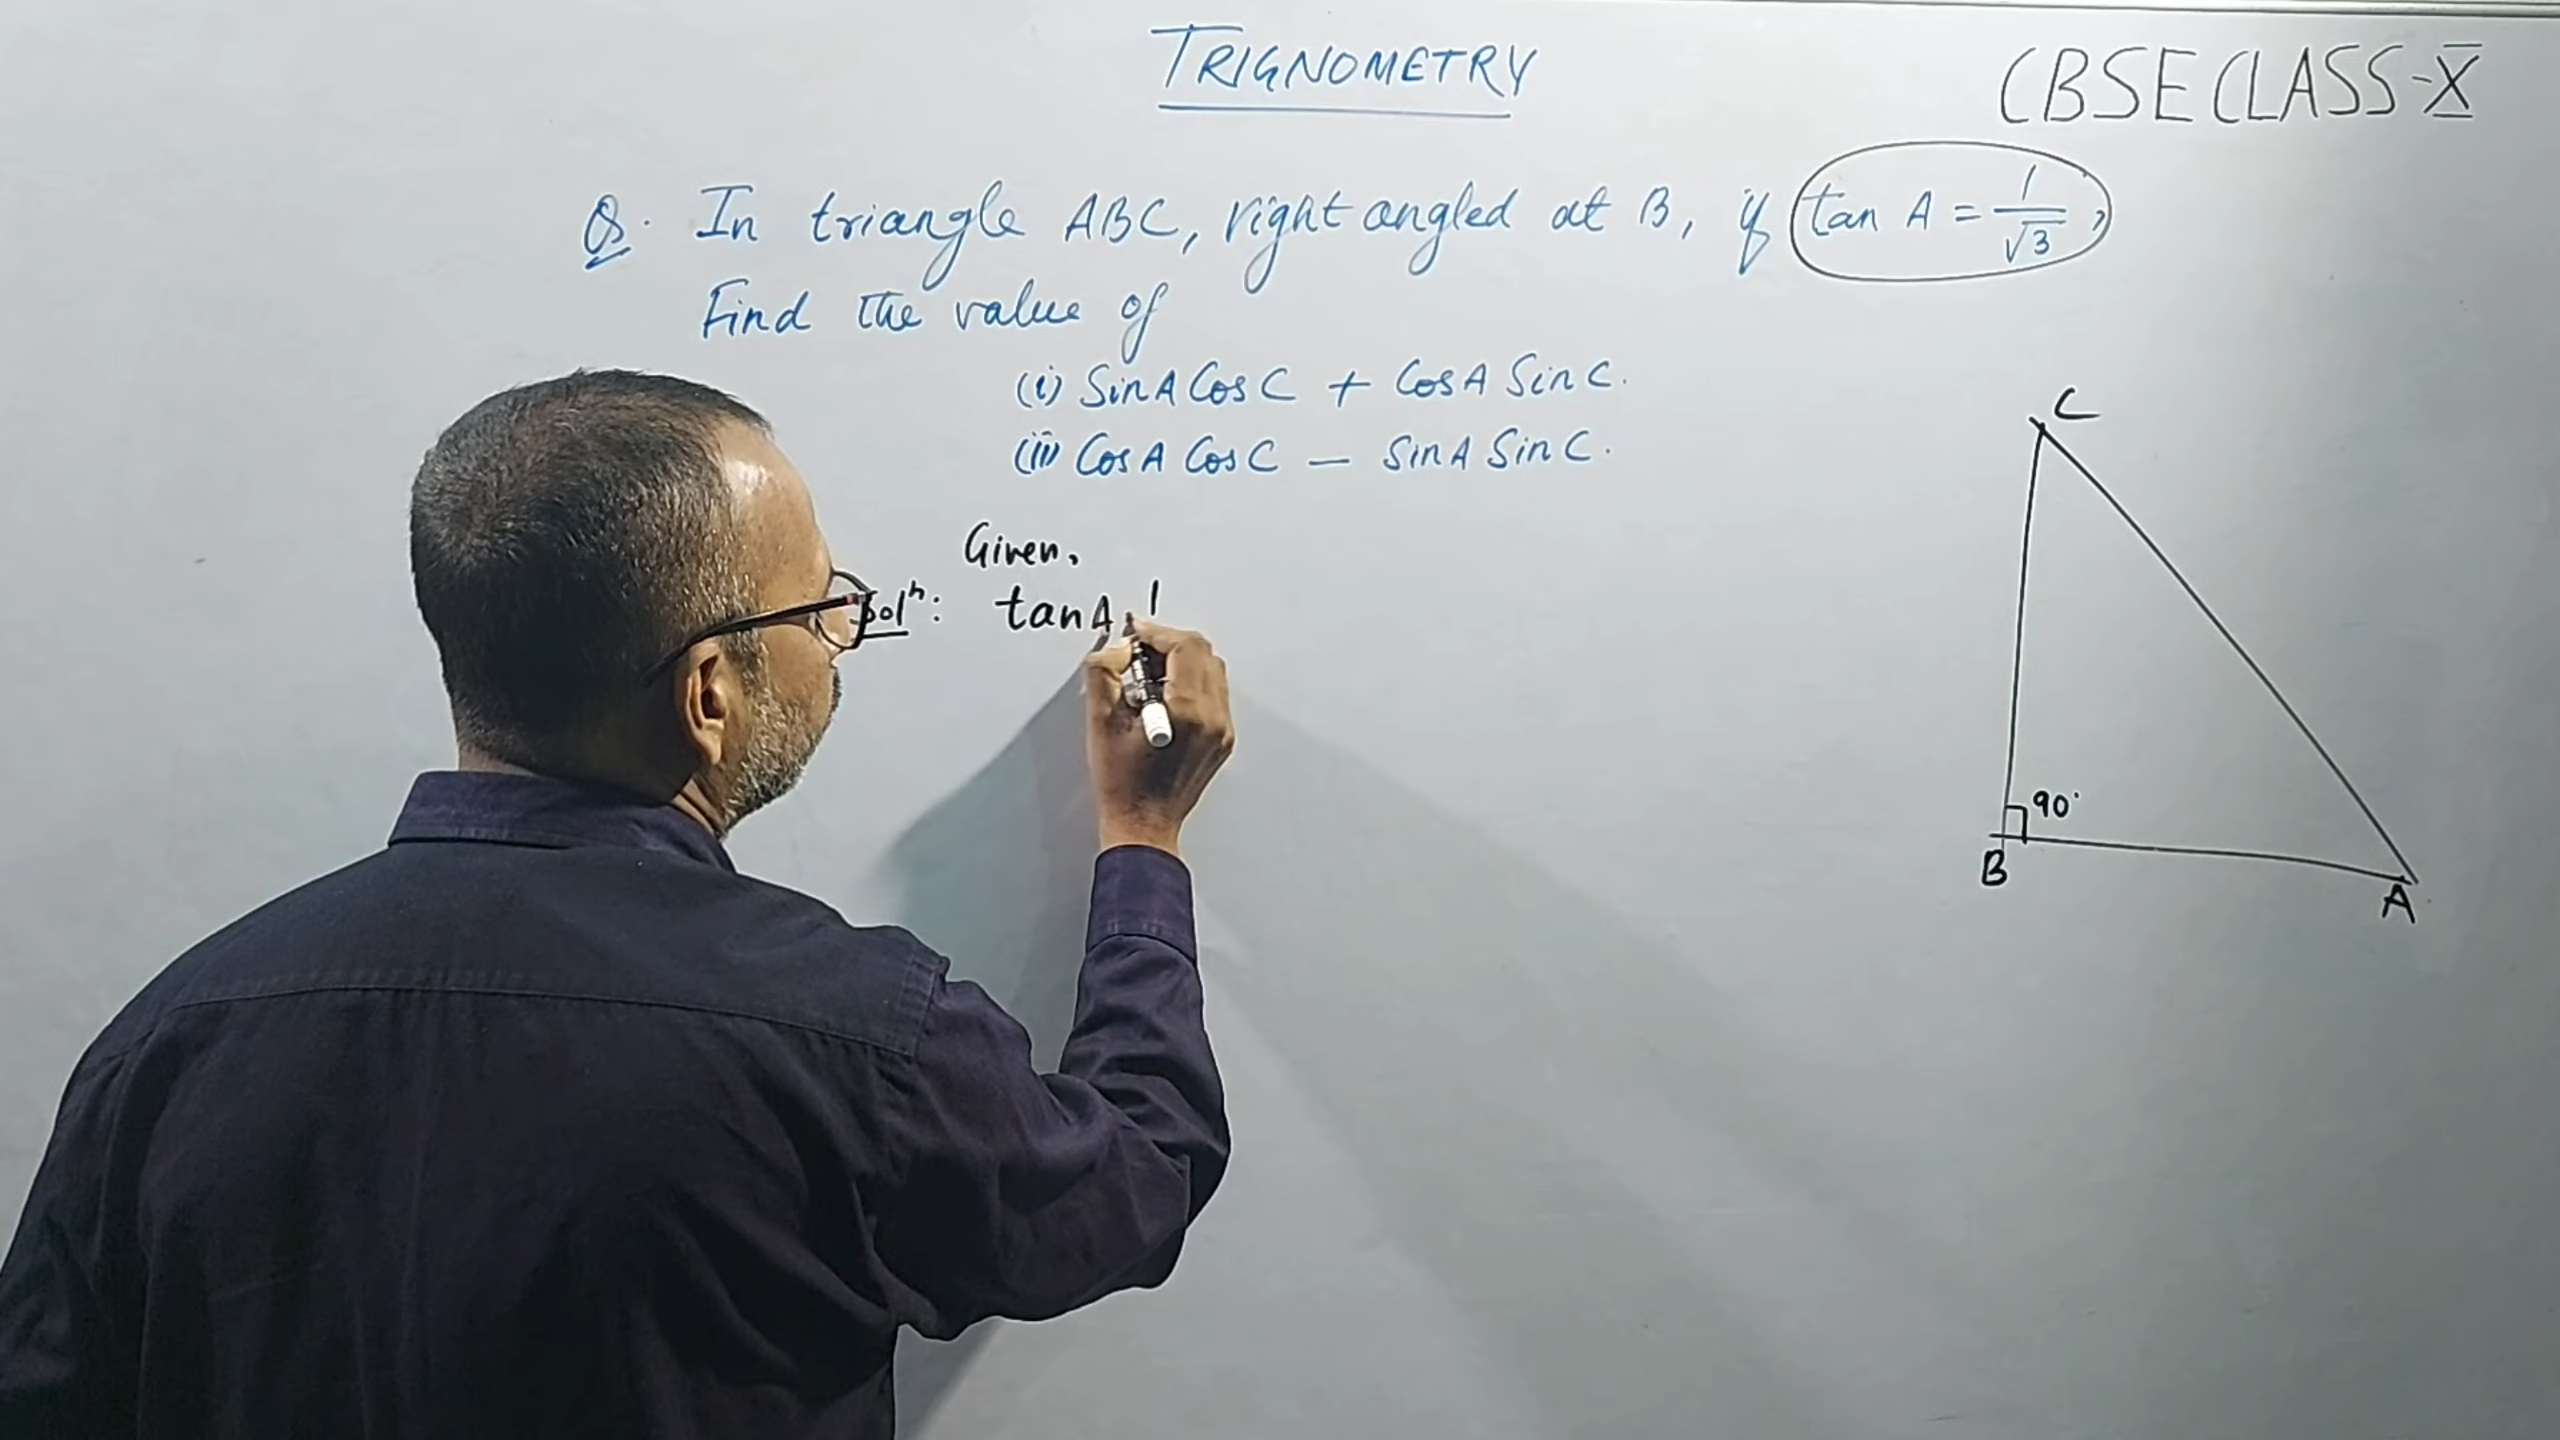 TRIGNOMETRY
CBSE CLASS-X
Q. In triangle ABC, right angled at B, if tan A = 1/√3,
Find the value of
(i) Sin A Cos C + Cos A Sin C.
(ii) Cos A Cos C - Sin A Sin C.
Given,
Solⁿ: tan A 1
C
90°
B
A